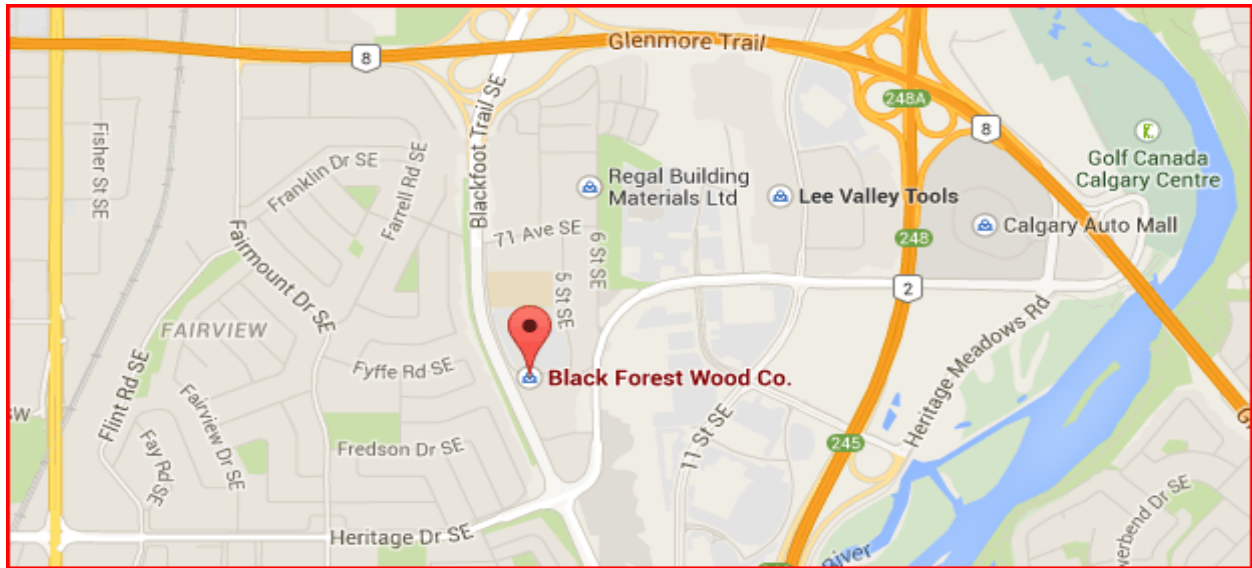 Glenmore Trail
8
Blackfoot Trail SE
248A
8
Fisher St SE
Franklin Dr SE
Farrell Rd SE
Golf Canada
Calgary Centre
Regal Building
Materials Ltd
Lee Valley Tools
Calgary Auto Mall
71 Ave SE
6 St SE
248
Fairmount Dr SE
5 St SE
2
FAIRVIEW
Heritage Meadows Rd
Fyffe Rd SE
Black Forest Wood Co.
Flint Rd SE
Fairview Dr SE
SW
11 St SE
245
Fay Rd
SE
Fredson Dr SE
Heritage Dr SE
verbend Dr SE
River